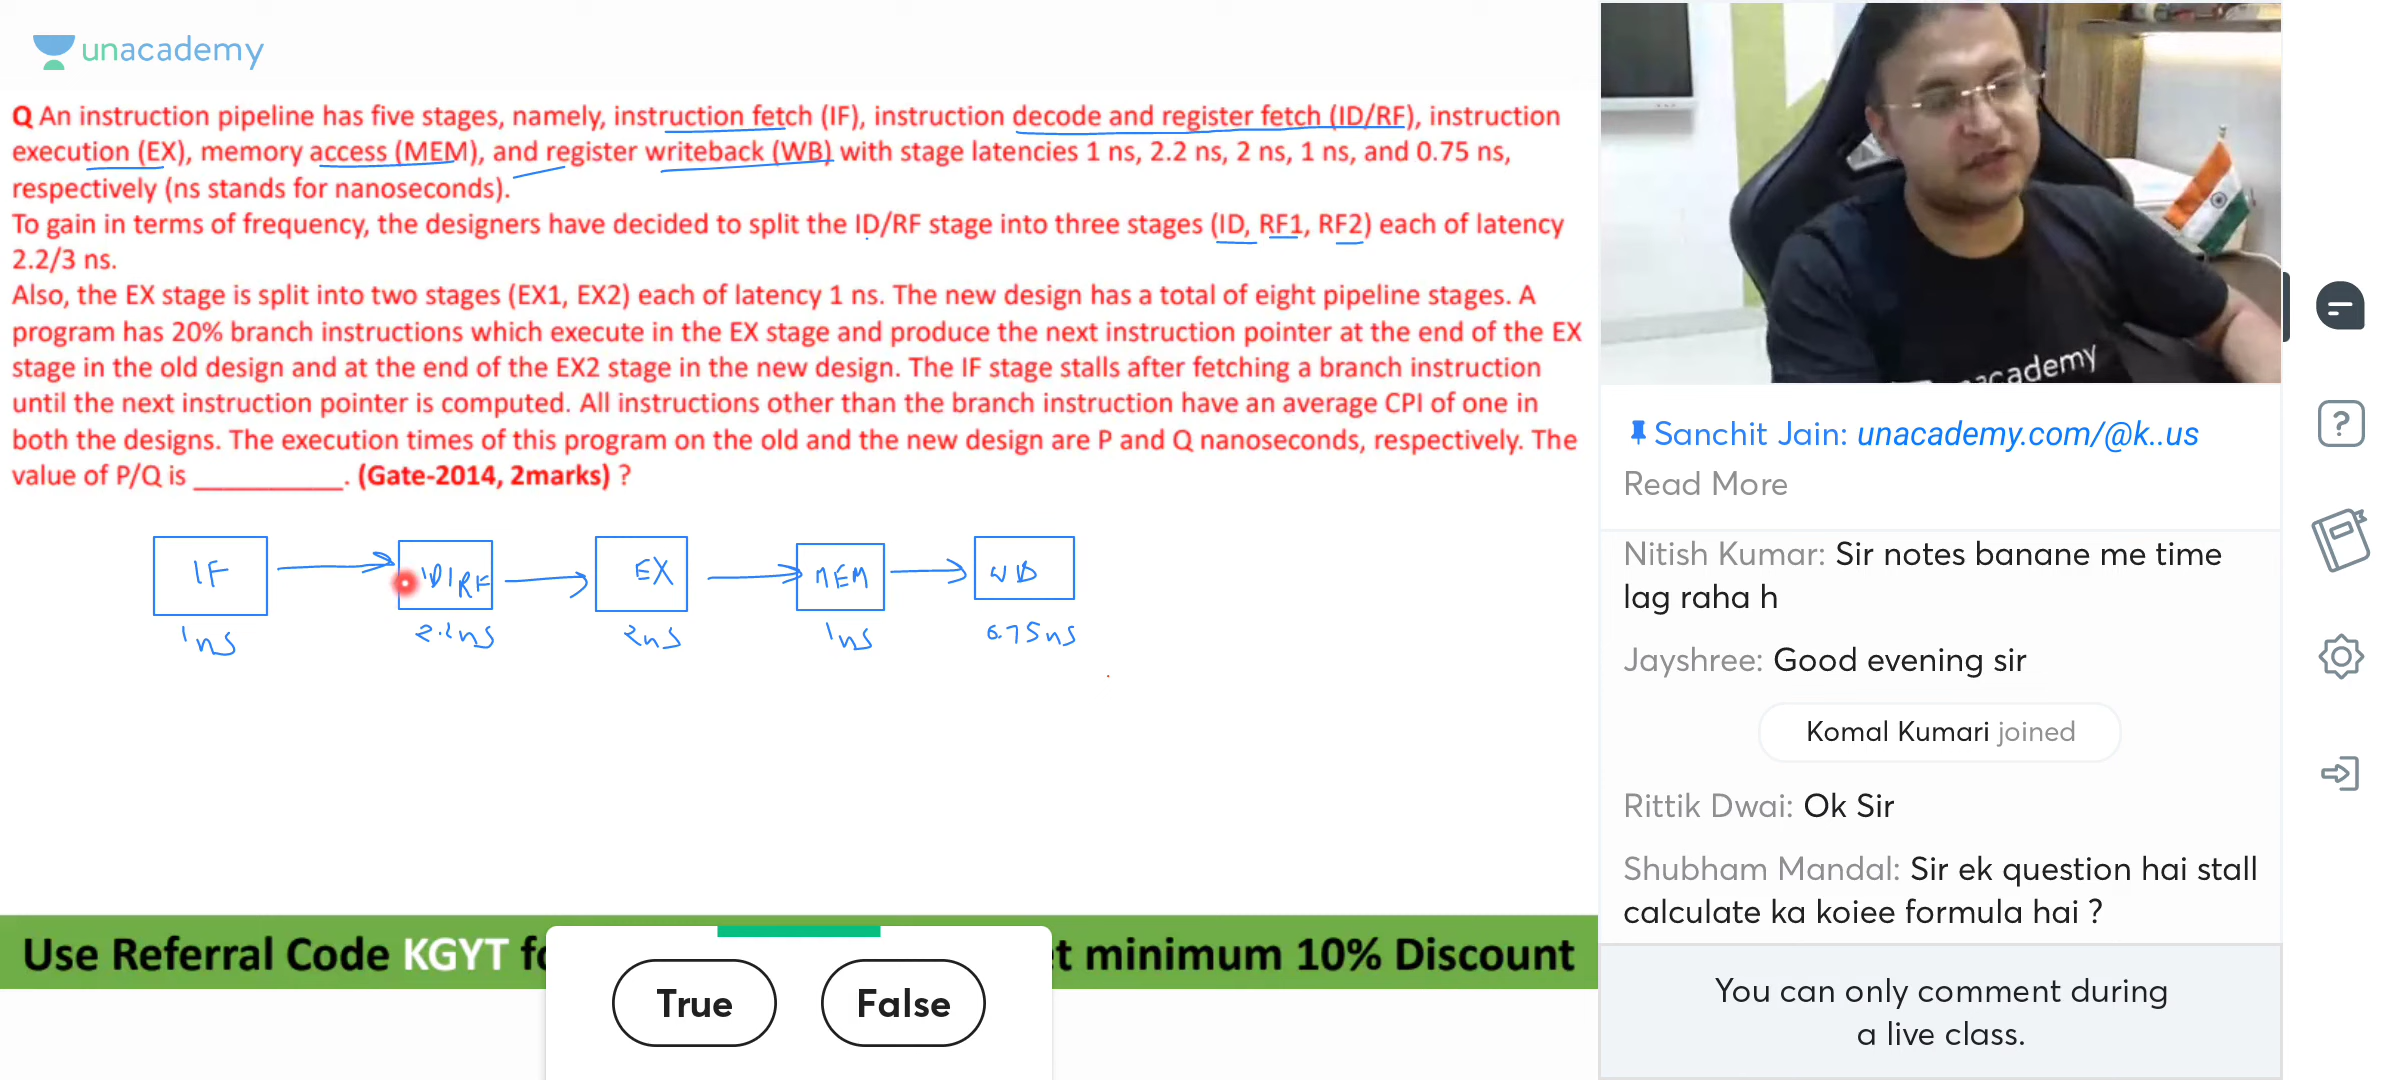 unacademy
Q An instruction pipeline has five stages, namely, instruction fetch (IF), instruction decode and register fetch (ID/RF), instruction
execution (EX), memory access (MEM), and register writeback (WB) with stage latencies 1 ns, 2.2 ns, 2 ns, 1 ns, and 0.75 ns,
respectively (ns stands for nanoseconds).
To gain in terms of frequency, the designers have decided to split the ID/RF stage into three stages (ID, RF1, RF2) each of latency
2.2/3 ns.
Also, the EX stage is split into two stages (EX1, EX2) each of latency 1 ns. The new design has a total of eight pipeline stages. A
program has 20% branch instructions which execute in the EX stage and produce the next instruction pointer at the end of the EX
stage in the old design and at the end of the EX2 stage in the new design. The IF stage stalls after fetching a branch instruction
until the next instruction pointer is computed. All instructions other than the branch instruction have an average CPI of one in
both the designs. The execution times of this program on the old and the new design are P and Q nanoseconds, respectively. The
value of P/Q is __________. (Gate-2014, 2marks) ?
IF ID/RF EX MEM WB
1ns 2.2ns 2ns 1ns 0.75ns
Use Referral Code KGYT fo
t minimum 10% Discount
True False
unacademy
Sanchit Jain: unacademy.com/@k..us
Read More
Nitish Kumar: Sir notes banane me time
lag raha h
Jayshree: Good evening sir
Komal Kumari joined
Rittik Dwai: Ok Sir
Shubham Mandal: Sir ek question hai stall
calculate ka koiee formula hai ?
You can only comment during
a live class.